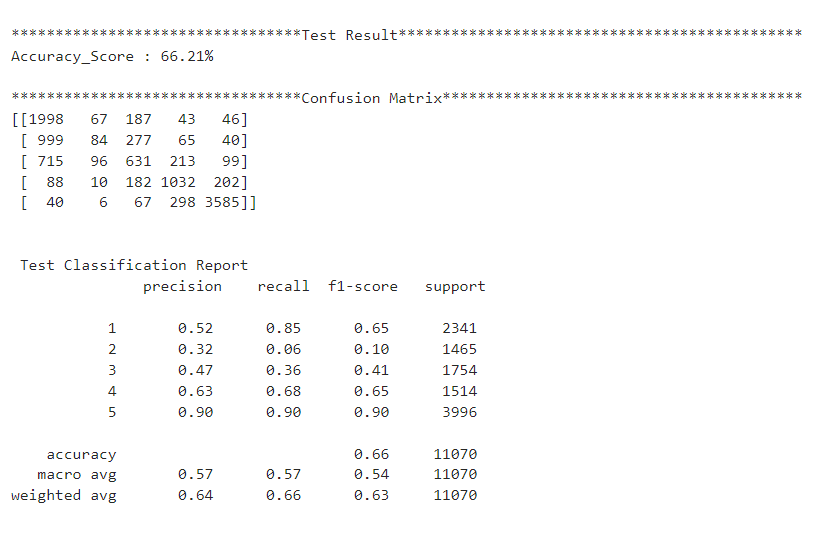 *********************************Test Result**********************************************
Accuracy_Score : 66.21%
*********************************Confusion Matrix*****************************************
[[1998   67  187   43   46]
 [ 999   84  277   65   40]
 [ 715   96  631  213   99]
 [  88   10  182 1032  202]
 [  40    6   67  298 3585]]
Test Classification Report
precision    recall  f1-score   support
1       0.52      0.85      0.65      2341
2       0.32      0.06      0.10      1465
3       0.47      0.36      0.41      1754
4       0.63      0.68      0.65      1514
5       0.90      0.90      0.90      3996
accuracy                           0.66     11070
macro avg       0.57      0.57      0.54     11070
weighted avg       0.64      0.66      0.63     11070